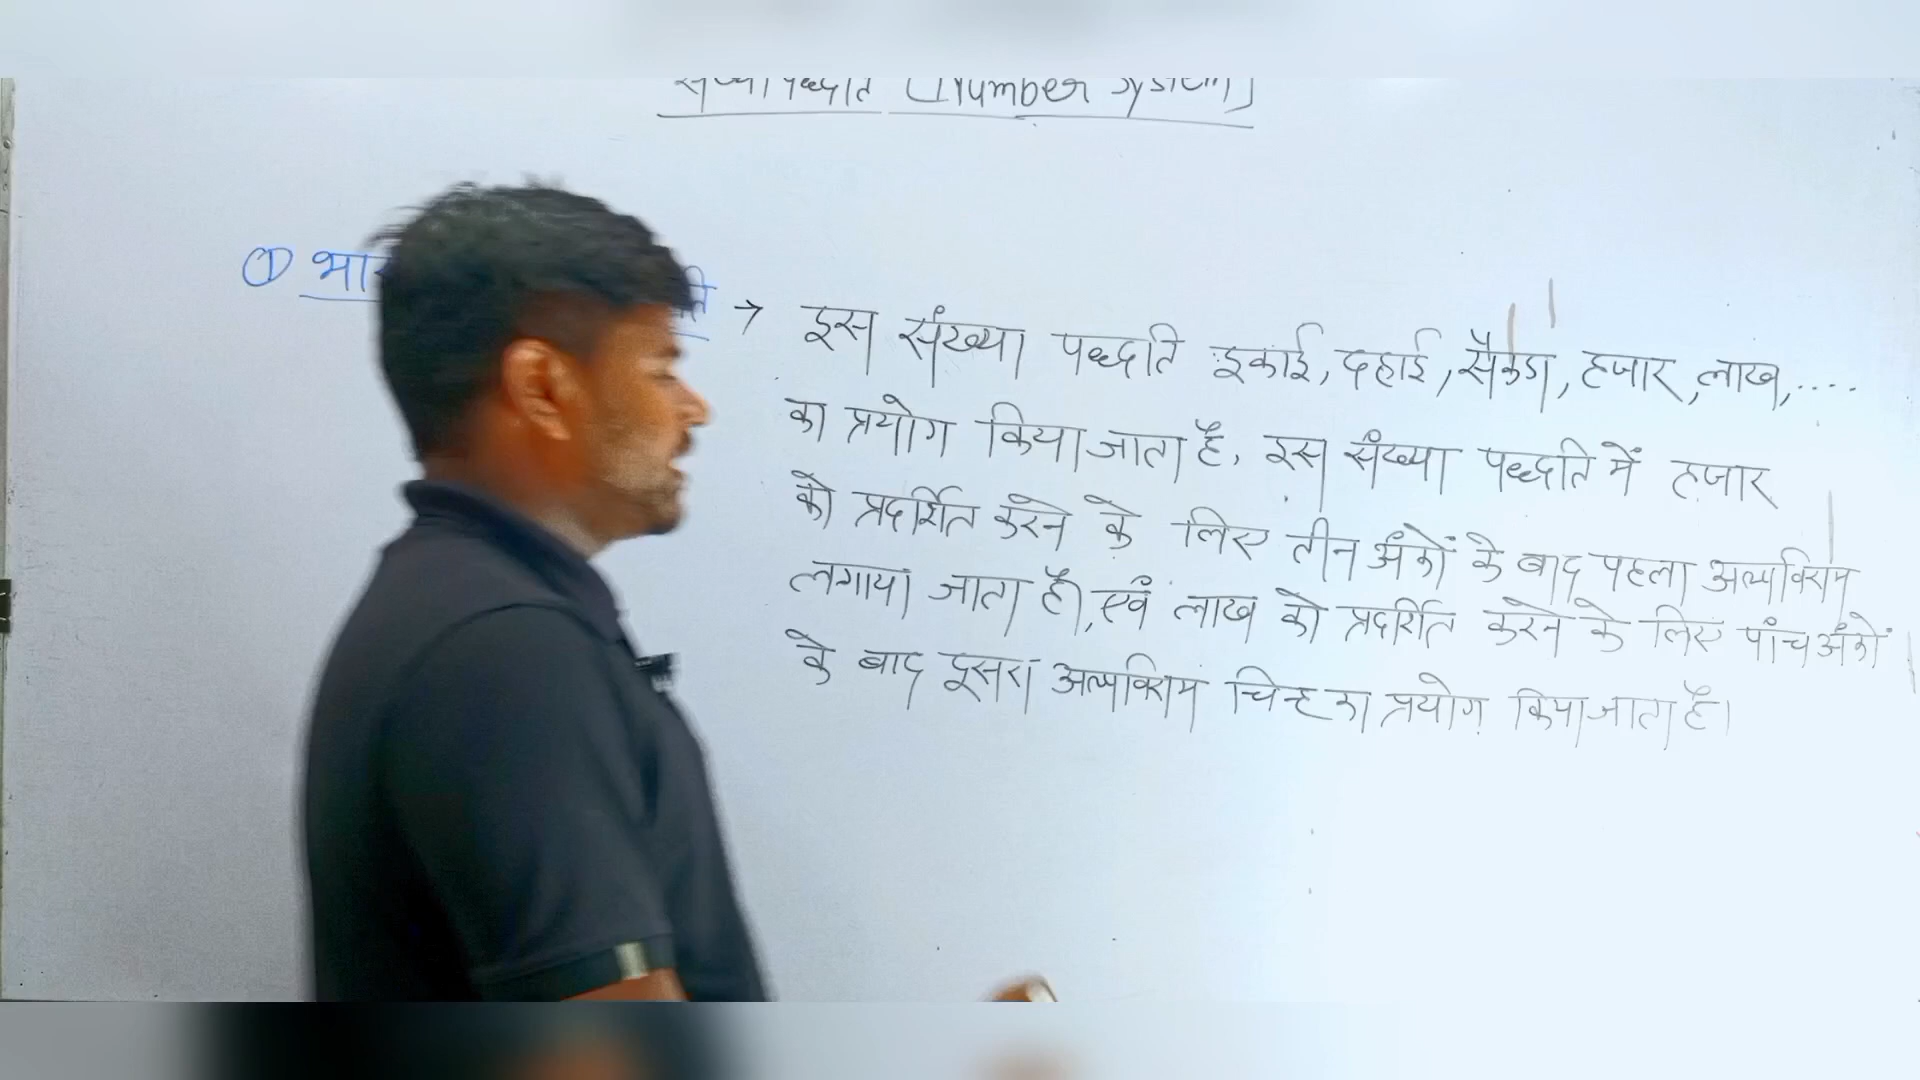 संख्या पद्धति (Number System)
① भा
→ इस संख्या पद्धति इकाई, दहाई, सैकडा, हजार, लाख, ....
का प्रयोग किया जाता है, इस संख्या पद्धति में हजार
को प्रदर्शित करने के लिए तीन अंकों के बाद पहला अल्पविराम
लगाया जाता है, एवं लाख को प्रदर्शित करने के लिए पांच अंकों
के बाद दूसरा अल्पविराम चिन्ह का प्रयोग किया जाता है।